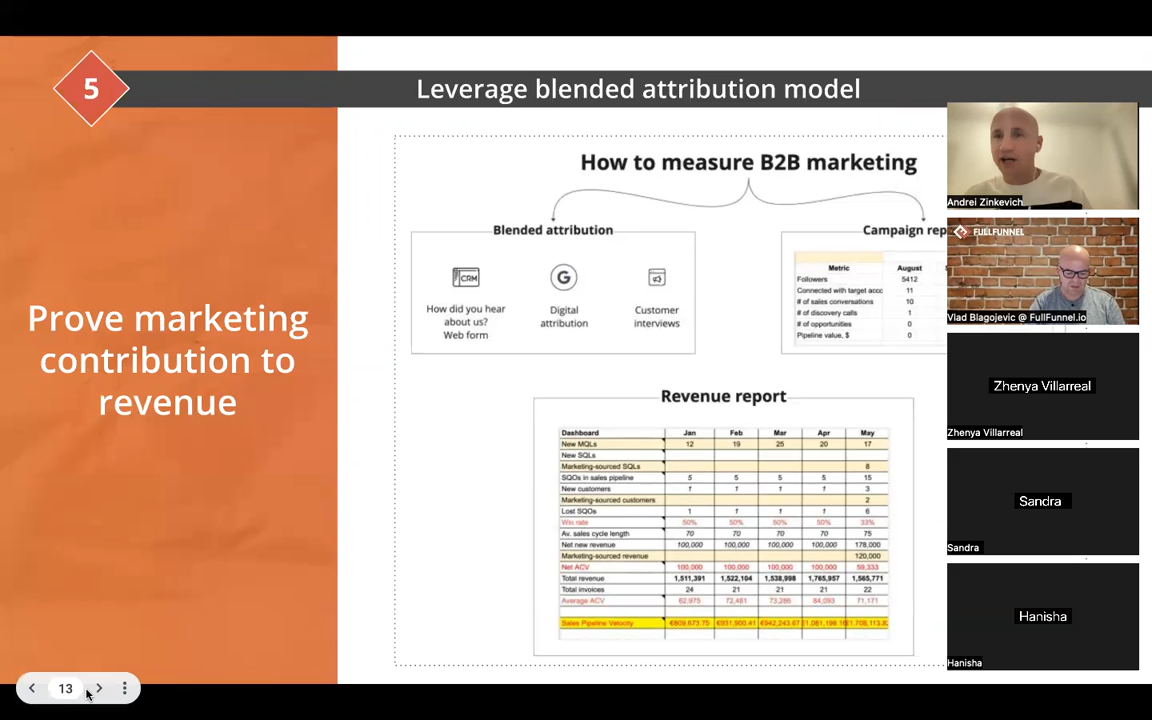 5
Leverage blended attribution model
Prove marketing
contribution to
revenue
How to measure B2B marketing
Blended attribution
CRM
How did you hear
about us?
Web form
G
Digital
attribution
Customer
interviews
Campaign rep
Metric August
Followers 5412
Connected with target acco 11
# of sales conversations 10
# of discovery calls 1
# of opportunities 0
Pipeline value, $ 0
Revenue report
Dashboard Jan Feb Mar Apr May
New MQLs 12 19 25 20 17
New SQLs
Marketing-sourced SQLs 8
SQOs in sales pipeline 5 5 5 5 15
New customers 1 1 1 1 3
Marketing-sourced customers 2
Lost SQOs 1 1 1 1 6
Win rate 50% 50% 50% 50% 33%
Av. sales cycle length 70 70 70 70 75
Net new revenue 100,000 100,000 100,000 100,000 178,000
Marketing-sourced revenue 120,000
Net ACV 100,000 100,000 100,000 100,000 59,333
Total revenue 1,511,391 1,522,104 1,538,998 1,765,957 1,565,771
Total invoices 24 21 21 21 22
Average ACV 62,975 72,481 73,286 84,093 71,171
Sales Pipeline Velocity €809,673.75 €931,900.41 €942,243.67
Andrei Zinkevich
FULLFUNNEL
Vlad Blagojevic @ FullFunnel.io
Zhenya Villarreal
Zhenya Villarreal
Sandra
Sandra
Hanisha
Hanisha
13